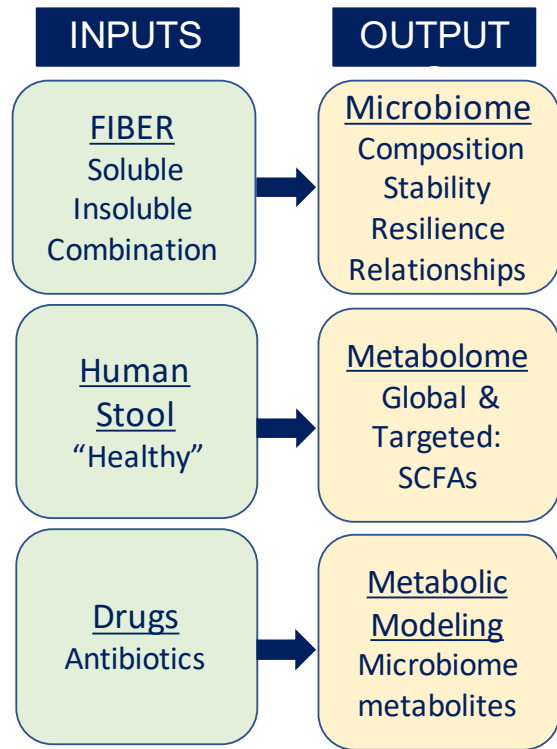 INPUTS
OUTPUT
FIBER
Soluble
Insoluble
Combination
Microbiome
Composition
Stability
Resilience
Relationships
Human
Stool
“Healthy”
Metabolome
Global &
Targeted:
SCFAs
Drugs
Antibiotics
Metabolic
Modeling
Microbiome
metabolites